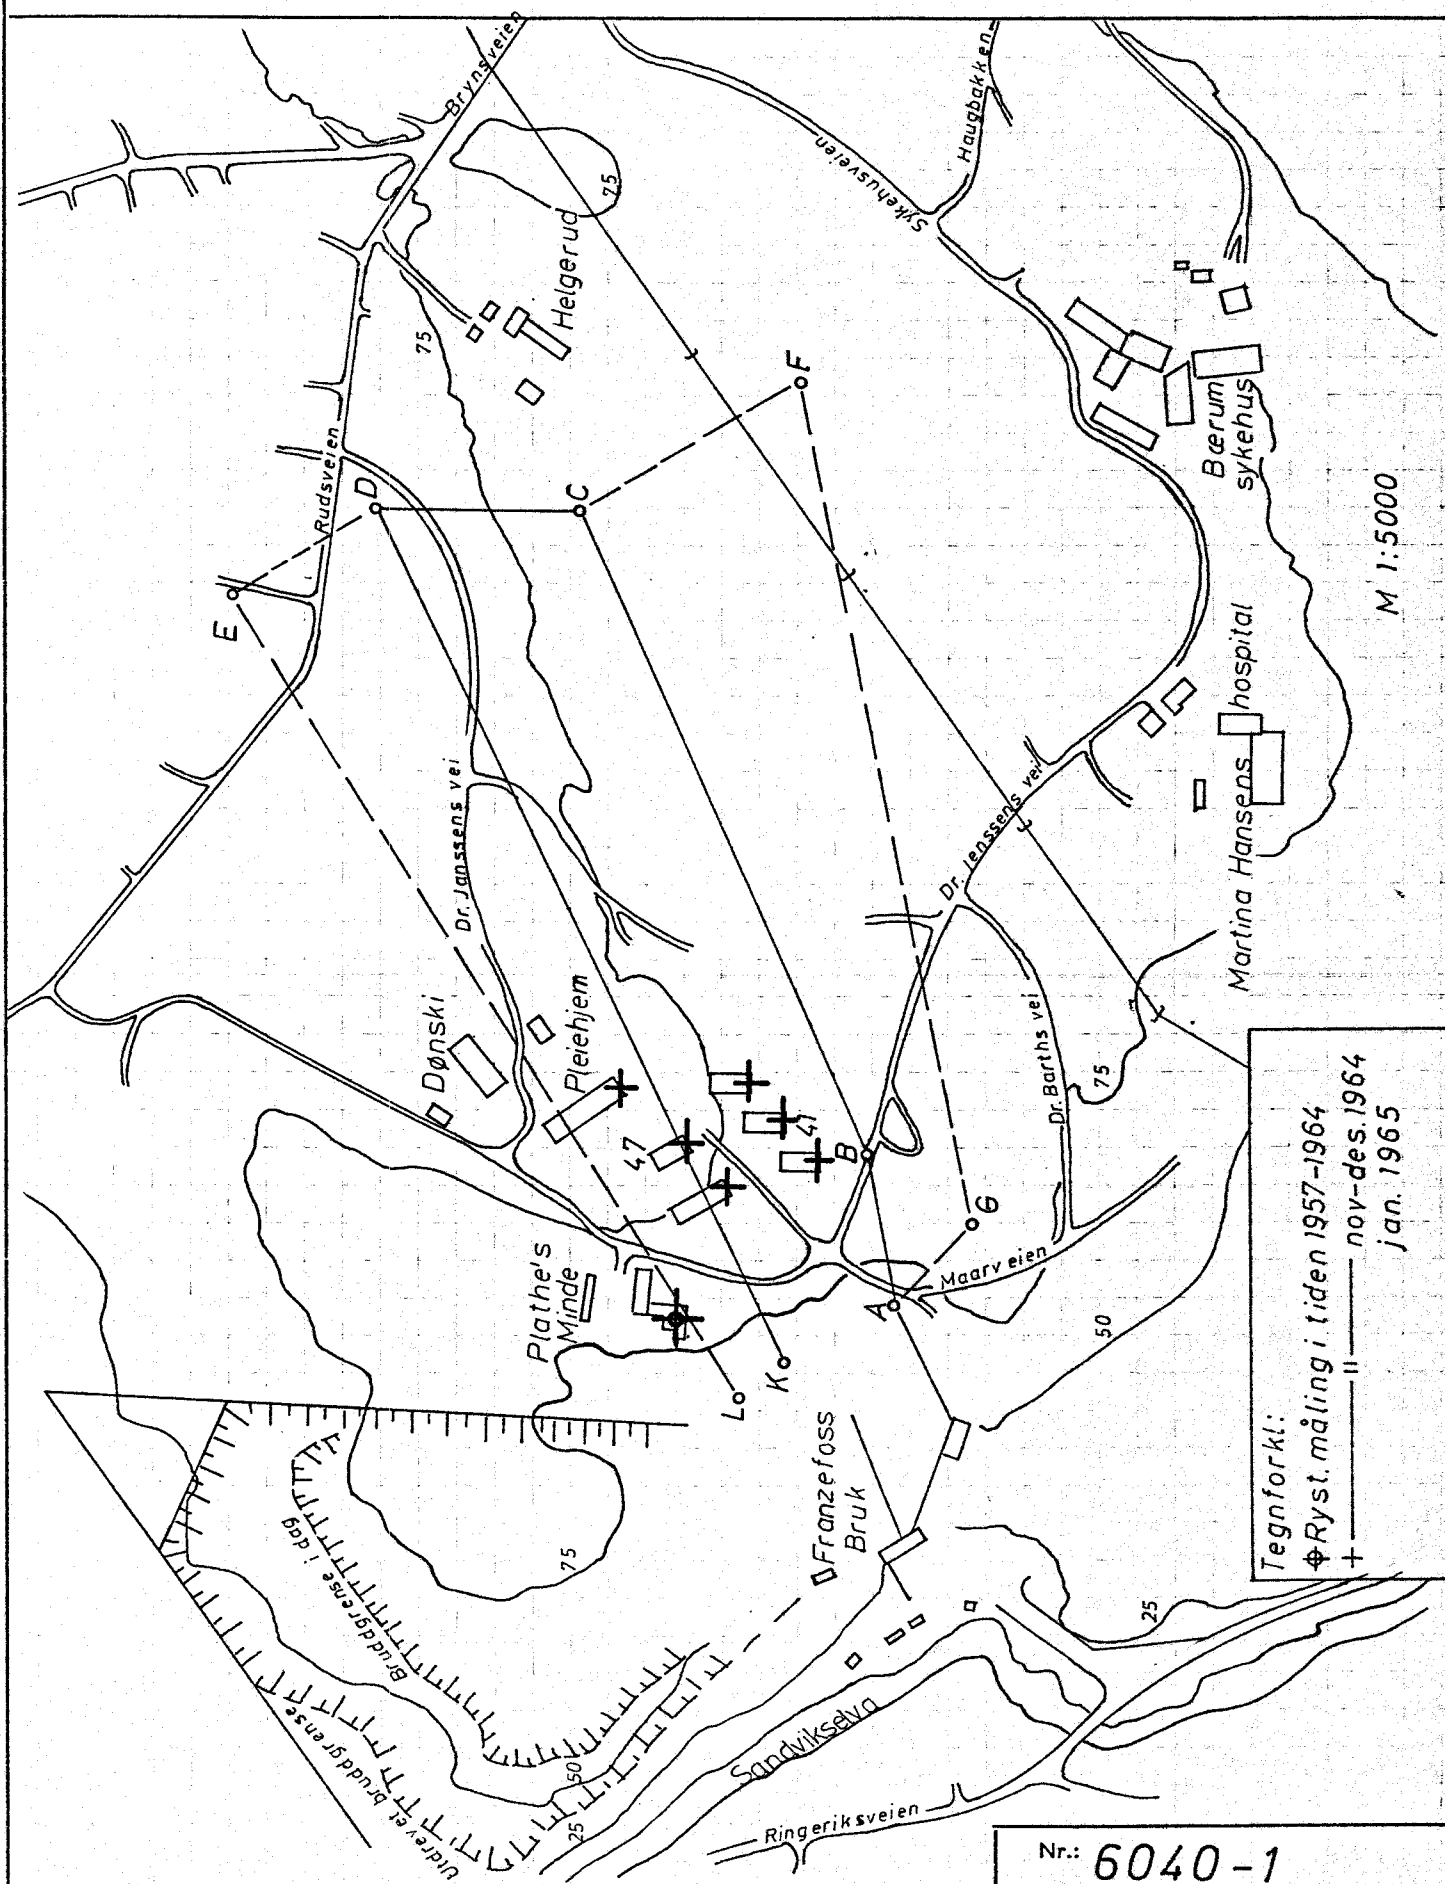 Brynsveien
Haugbakken
Sykehusveien
75
Helgerud
75
Rudsveien
D
C
F
E
Bærum
sykehus
M 1:5000
Martina Hansens hospital
Dr. Janssens vei
Dr. Jenssens vei
Dønski
Pleiehjem
47
41
B
G
A
Dr. Barths vei
75
Maarveien
50
Plathe's
Minde
L
K
Franzefoss
Bruk
75
Bruddgrense i dag
Utdrevet bruddgrense
50
25
25
Sandvikselva
Ringeriksveien
Tegnforkl:
Ryst. måling i tiden 1957-1964
+ —— " —— nov-des. 1964
jan. 1965
Nr.: 6040-1